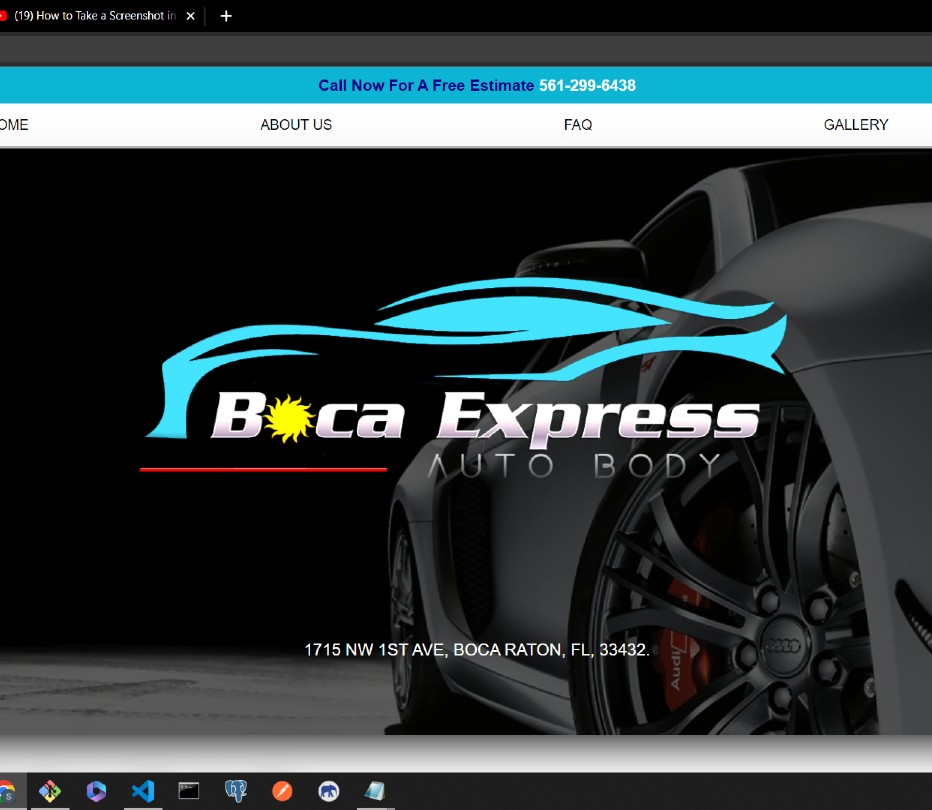 (19) How to Take a Screenshot in
Call Now For A Free Estimate 561-299-6438
OME ABOUT US FAQ GALLERY
Boca Express
AUTO BODY
1715 NW 1ST AVE, BOCA RATON, FL, 33432.
Audi